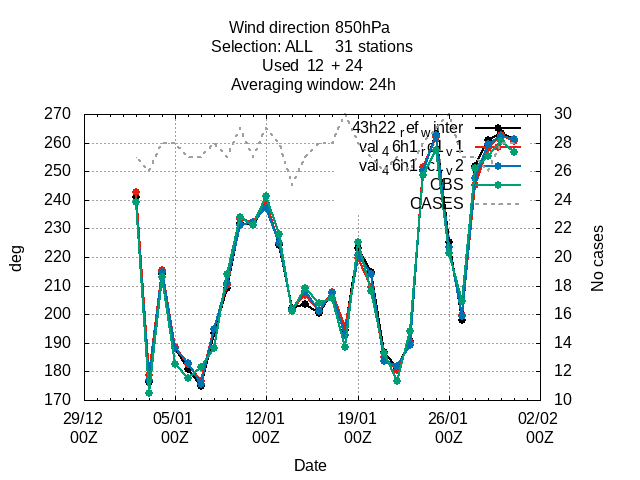 Wind direction 850hPa
Selection: ALL 31 stations
Used 12 + 24
Averaging window: 24h
270 30
260 28
250 26
240 24
230 22
220 20
210 18
200 16
190 14
180 12
170 10
deg
No cases
43h22_ref_winter
val_46h1_rc1_v1
val_46h1_rc1_v2
OBS
CASES
29/12 05/01 12/01 19/01 26/01 02/02
00Z 00Z 00Z 00Z 00Z 00Z
Date